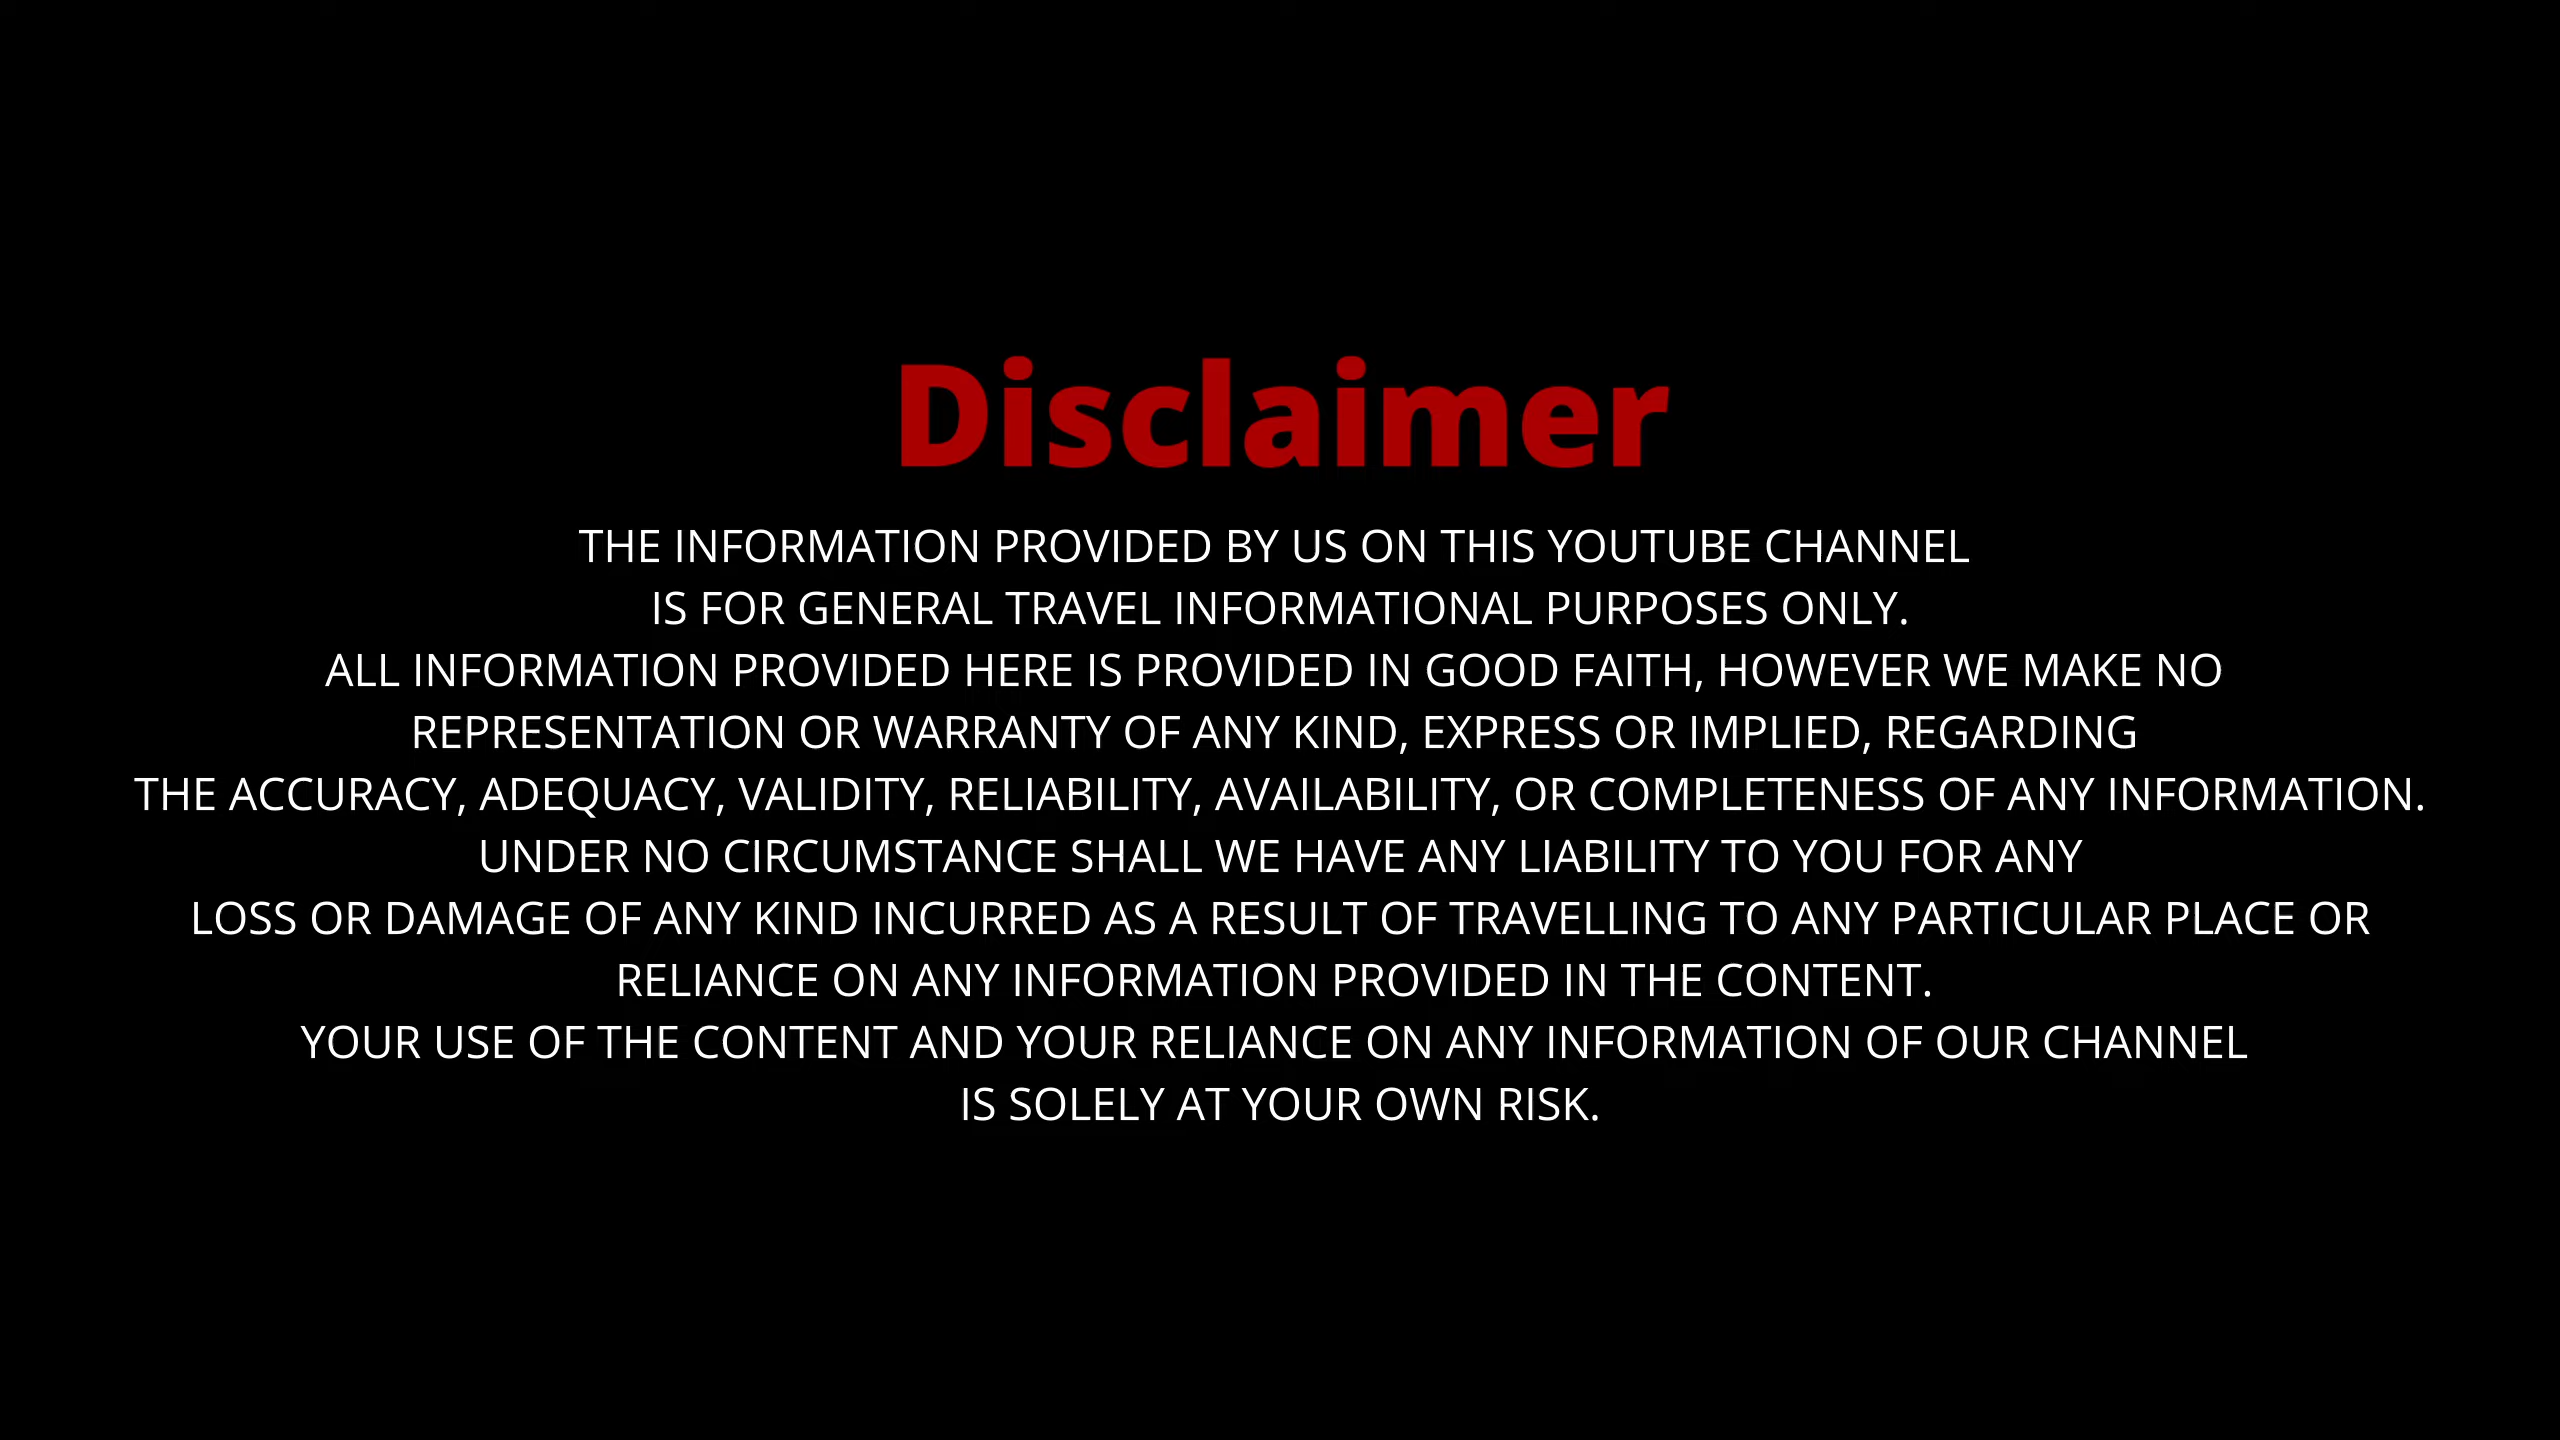 Disclaimer
THE INFORMATION PROVIDED BY US ON THIS YOUTUBE CHANNEL
IS FOR GENERAL TRAVEL INFORMATIONAL PURPOSES ONLY.
ALL INFORMATION PROVIDED HERE IS PROVIDED IN GOOD FAITH, HOWEVER WE MAKE NO
REPRESENTATION OR WARRANTY OF ANY KIND, EXPRESS OR IMPLIED, REGARDING
THE ACCURACY, ADEQUACY, VALIDITY, RELIABILITY, AVAILABILITY, OR COMPLETENESS OF ANY INFORMATION.
UNDER NO CIRCUMSTANCE SHALL WE HAVE ANY LIABILITY TO YOU FOR ANY
LOSS OR DAMAGE OF ANY KIND INCURRED AS A RESULT OF TRAVELLING TO ANY PARTICULAR PLACE OR
RELIANCE ON ANY INFORMATION PROVIDED IN THE CONTENT.
YOUR USE OF THE CONTENT AND YOUR RELIANCE ON ANY INFORMATION OF OUR CHANNEL
IS SOLELY AT YOUR OWN RISK.